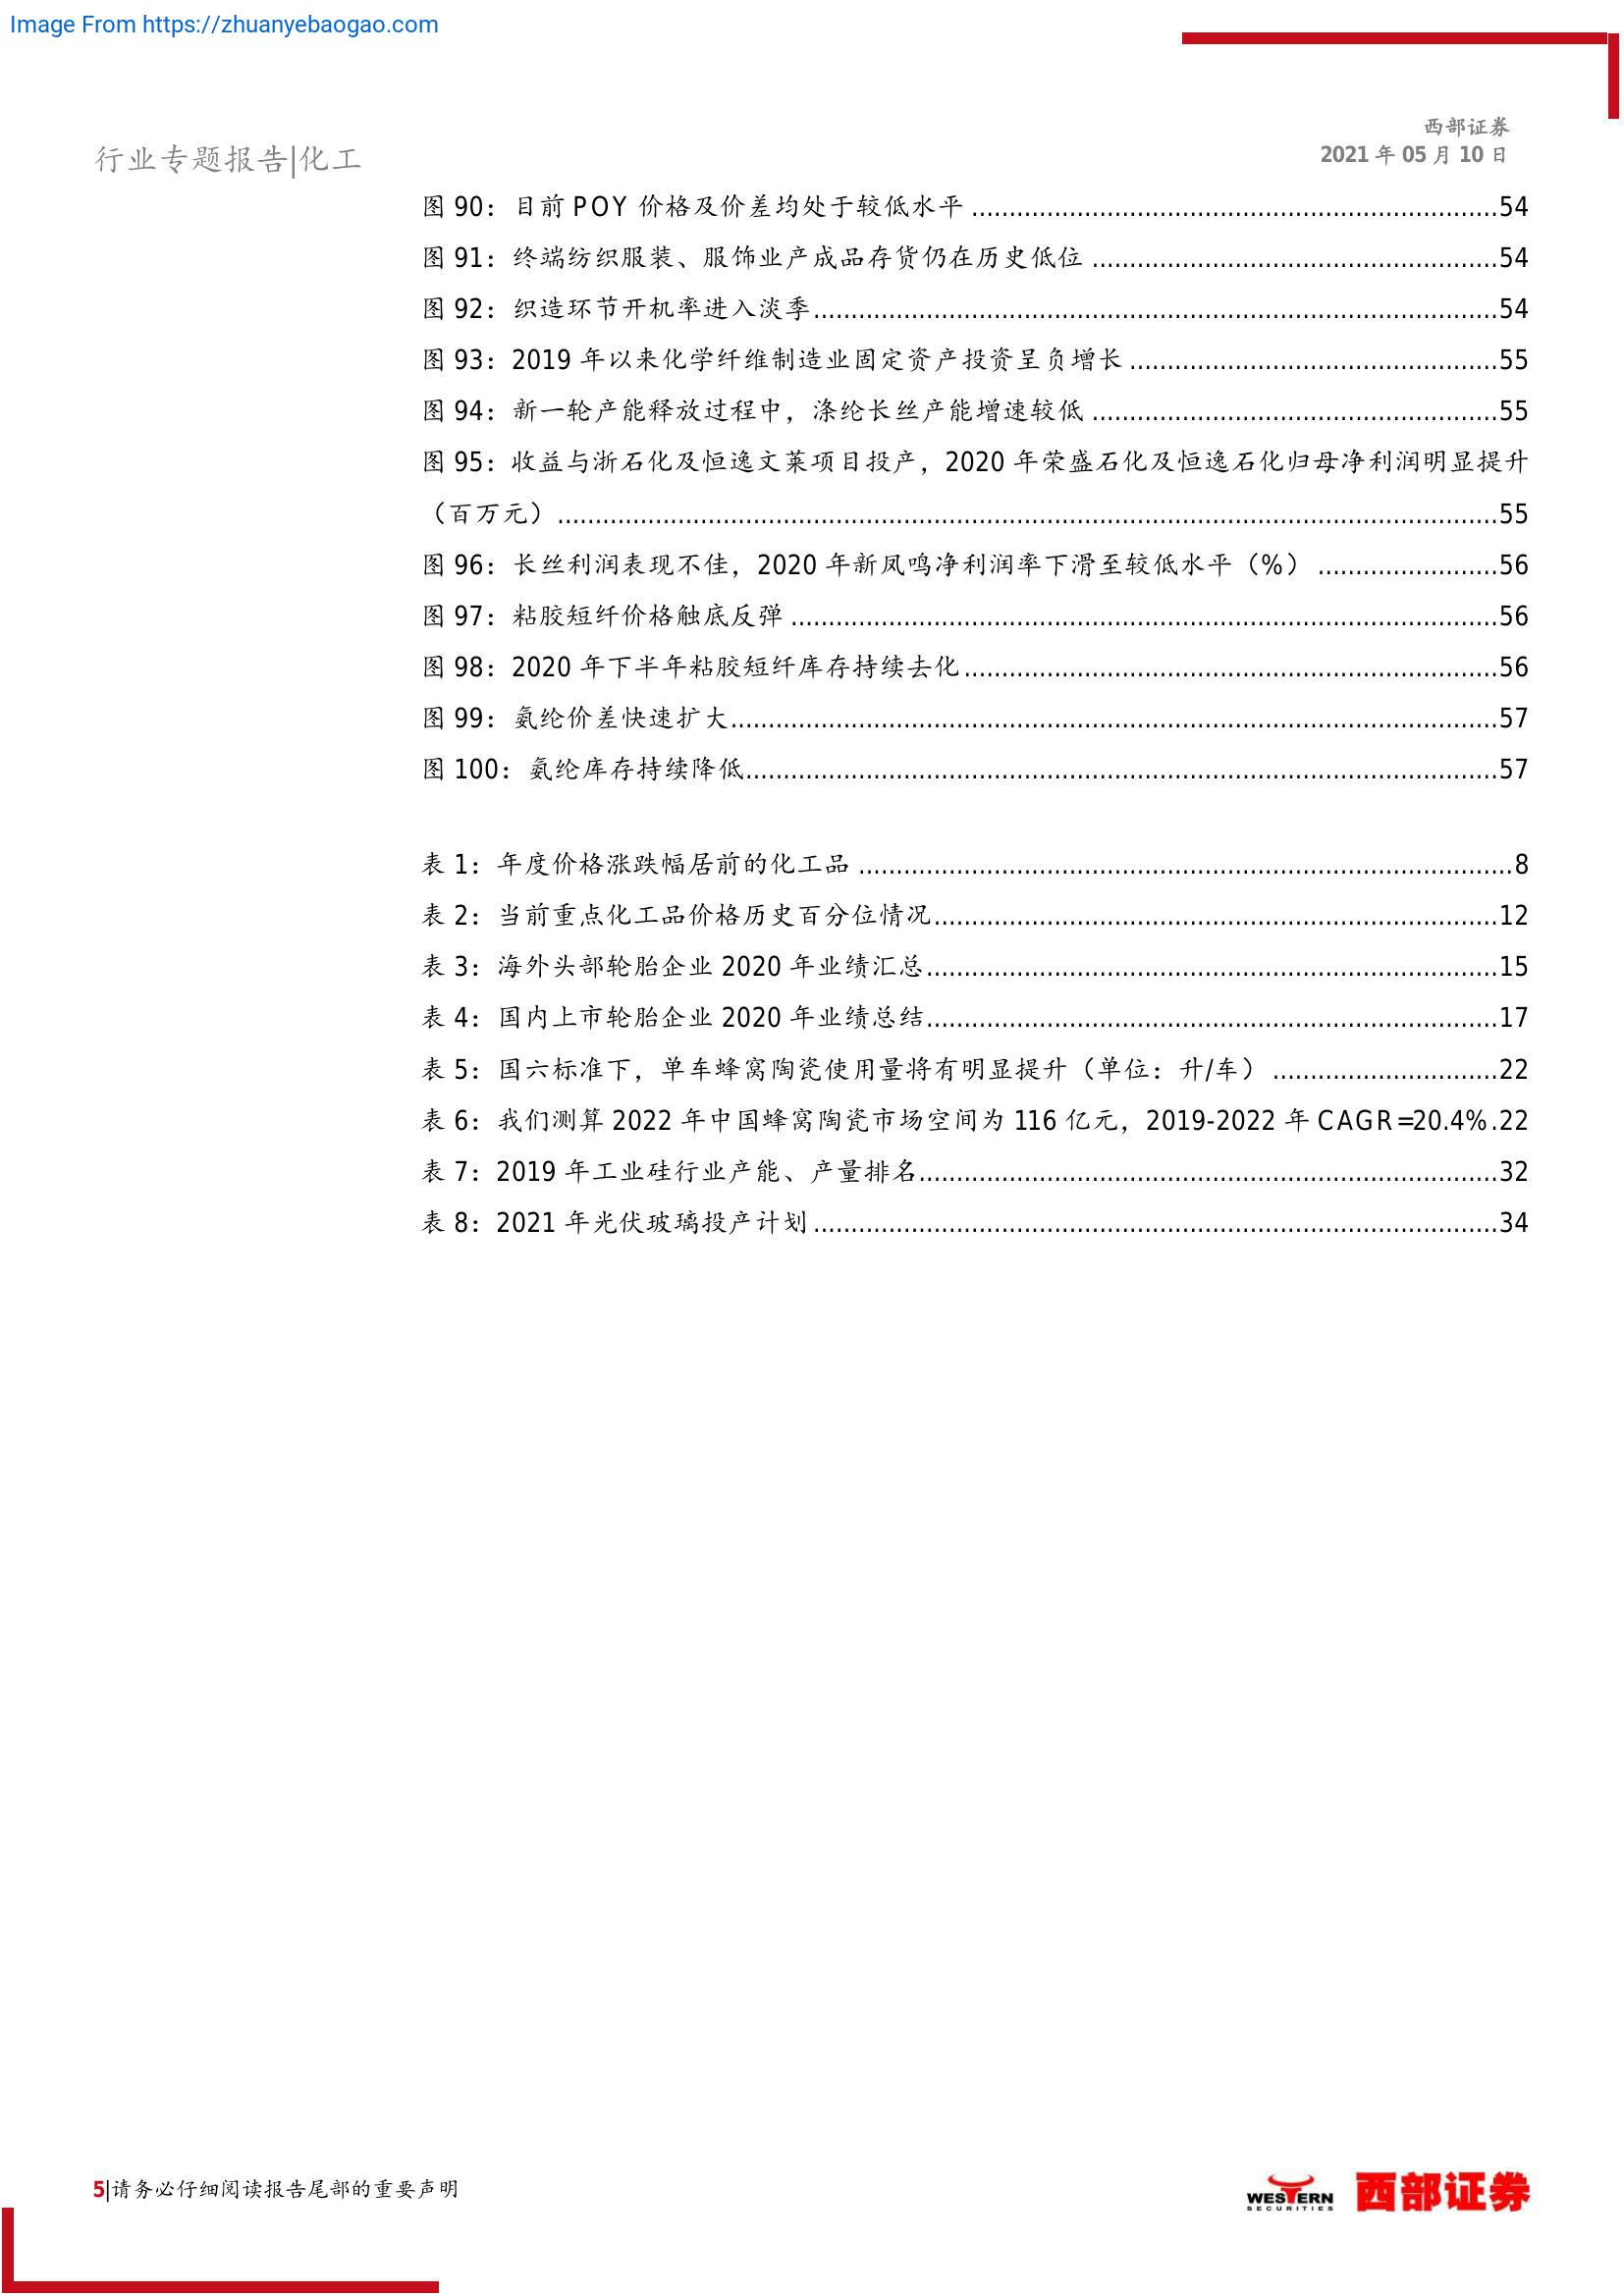 Image From https://zhuanyebaogao.com
西部证券
行业专题报告|化工
2021 年 05 月 10 日
图 90：目前 POY 价格及价差均处于较低水平 ......................................................................54
图 91：终端纺织服装、服饰业产成品存货仍在历史低位 ......................................................54
图 92：织造环节开机率进入淡季...........................................................................................54
图 93：2019 年以来化学纤维制造业固定资产投资呈负增长 .................................................55
图 94：新一轮产能释放过程中，涤纶长丝产能增速较低 ......................................................55
图 95：收益与浙石化及恒逸文莱项目投产，2020 年荣盛石化及恒逸石化归母净利润明显提升
（百万元）.............................................................................................................................55
图 96：长丝利润表现不佳，2020 年新凤鸣净利润率下滑至较低水平（%） ........................56
图 97：粘胶短纤价格触底反弹 ..............................................................................................56
图 98：2020 年下半年粘胶短纤库存持续去化.......................................................................56
图 99：氨纶价差快速扩大......................................................................................................57
图 100：氨纶库存持续降低....................................................................................................57
表 1：年度价格涨跌幅居前的化工品 .......................................................................................8
表 2：当前重点化工品价格历史百分位情况...........................................................................12
表 3：海外头部轮胎企业 2020 年业绩汇总............................................................................15
表 4：国内上市轮胎企业 2020 年业绩总结............................................................................17
表 5：国六标准下，单车蜂窝陶瓷使用量将有明显提升（单位：升/车） ..............................22
表 6：我们测算 2022 年中国蜂窝陶瓷市场空间为 116 亿元，2019-2022 年 CAGR=20.4%.22
表 7：2019 年工业硅行业产能、产量排名.............................................................................32
表 8：2021 年光伏玻璃投产计划...........................................................................................34
5|请务必仔细阅读报告尾部的重要声明
WESTERN
SECURITIES
西部证券